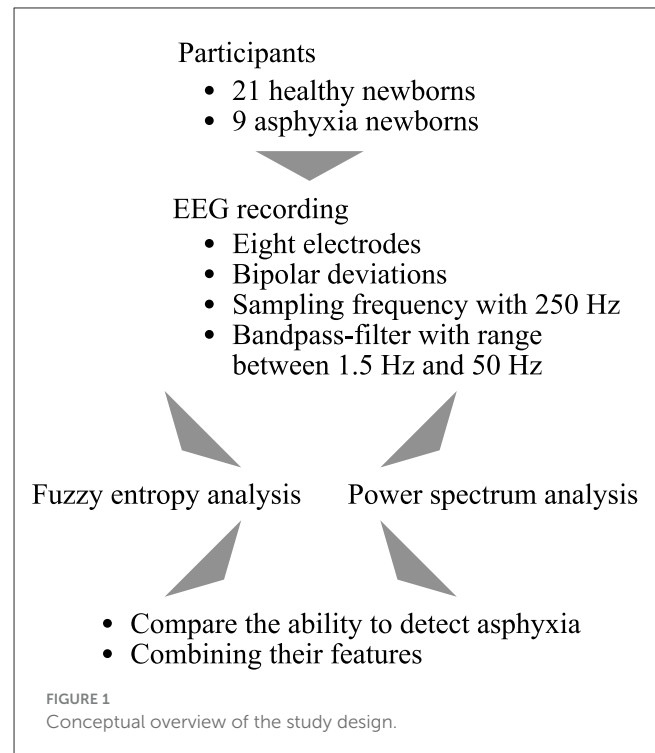 Participants
• 21 healthy newborns
• 9 asphyxia newborns
EEG recording
• Eight electrodes
• Bipolar deviations
• Sampling frequency with 250 Hz
• Bandpass-filter with range
between 1.5 Hz and 50 Hz
Fuzzy entropy analysis
Power spectrum analysis
• Compare the ability to detect asphyxia
• Combining their features
FIGURE 1
Conceptual overview of the study design.